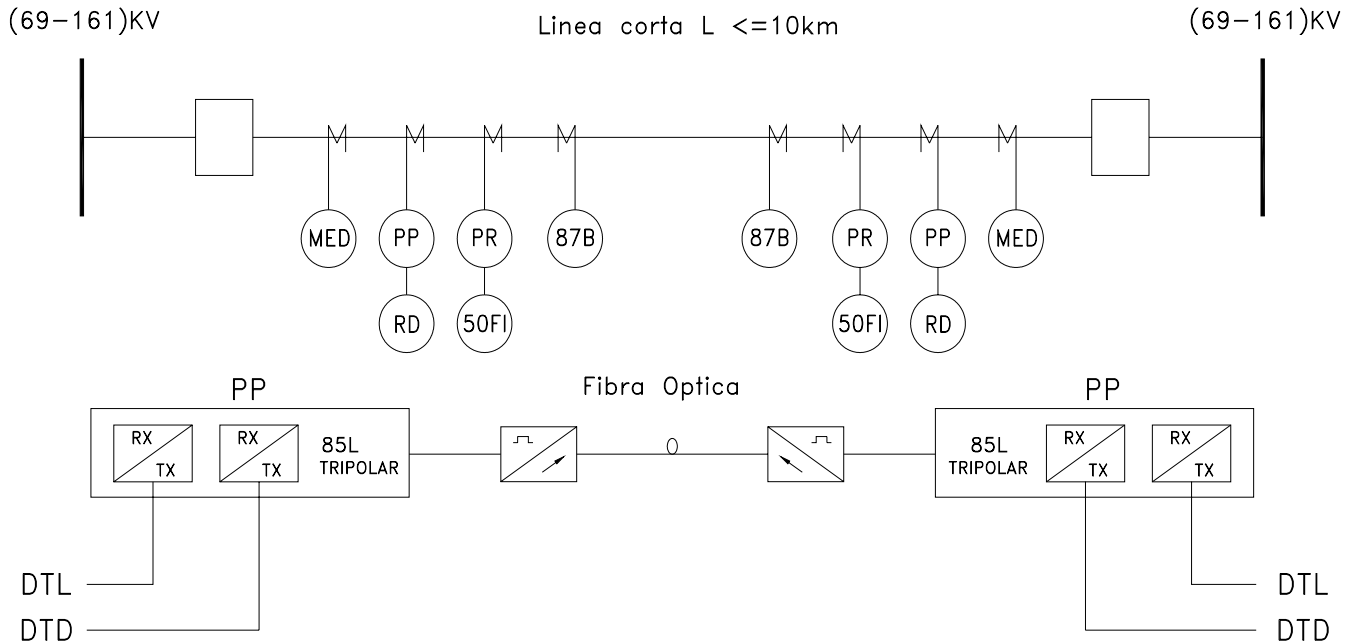 (69-161)KV Linea corta L <=10km (69-161)KV
MED PP PR 87B 87B PR PP MED
RD 50FI 50FI RD
PP Fibra Optica PP
RX RX 85L 85L RX RX
TX TX TRIPOLAR TRIPOLAR TX TX
DTL DTL
DTD DTD